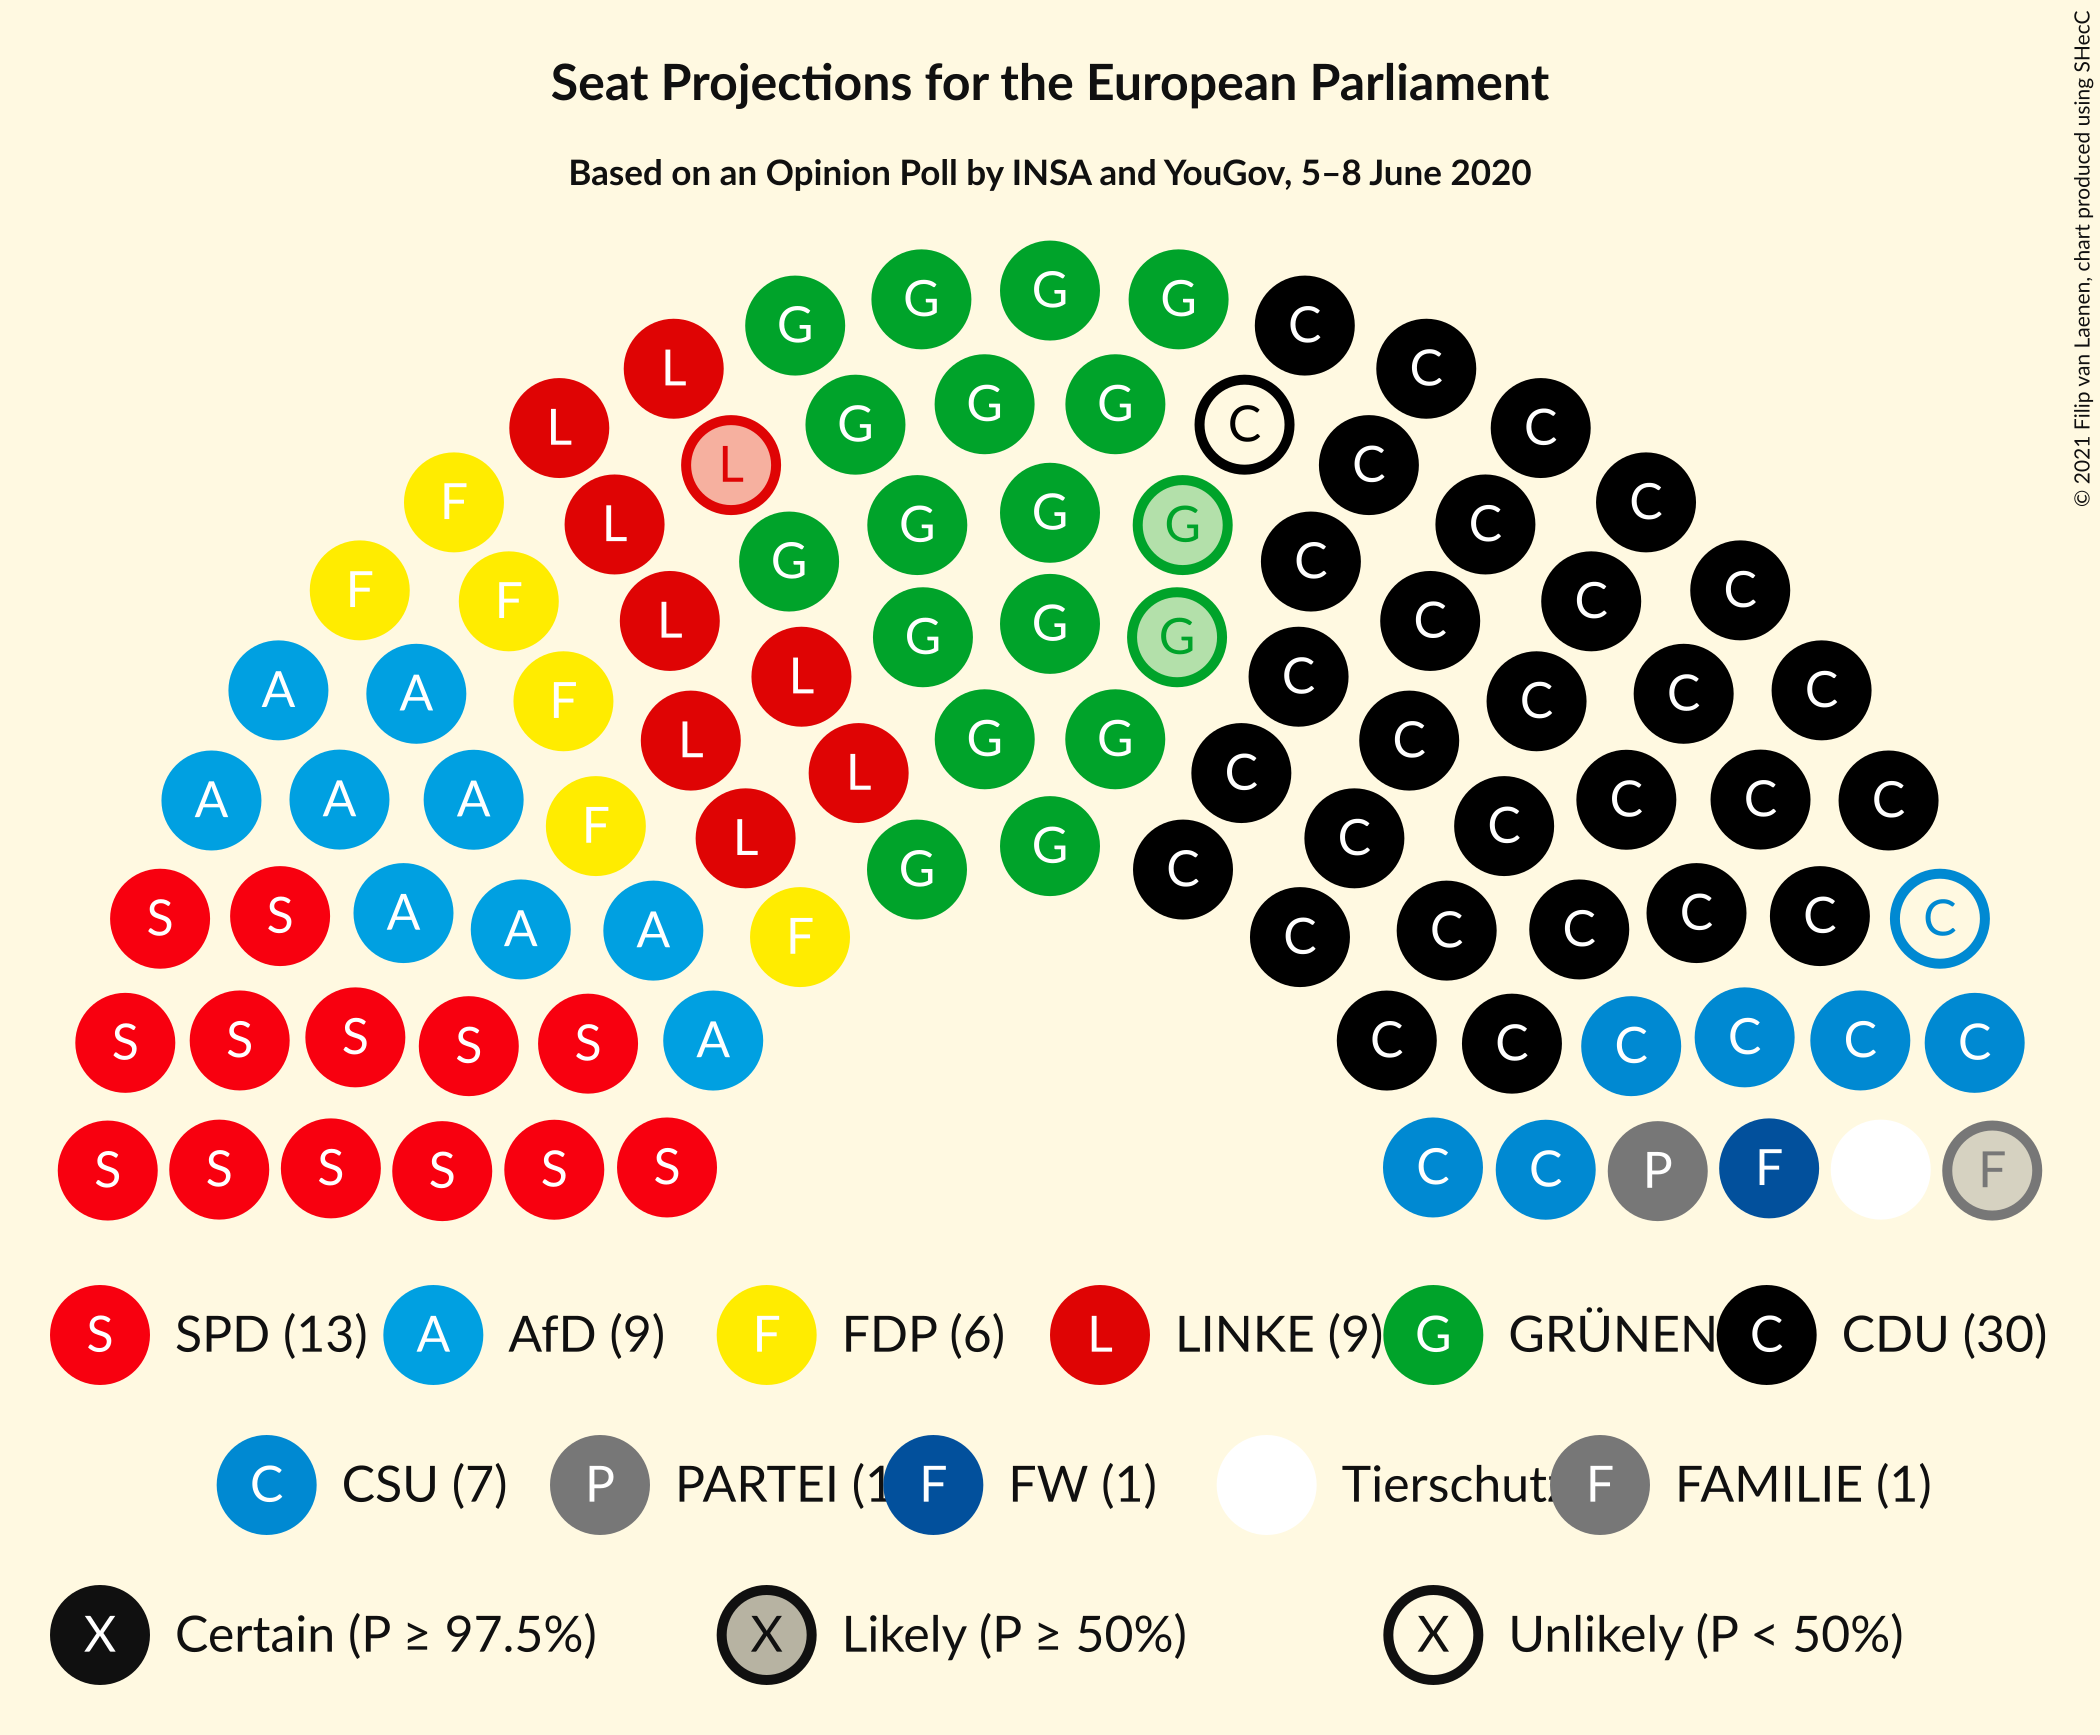 Seat Projections for the European Parliament
Based on an Opinion Poll by INSA and YouGov, 5–8 June 2020
© 2021 Filip van Laenen, chart produced using SHecC
G G G G
L C
L G G G C
L C C
F L G G G C
F L G C C
F L G G G C C
A A F L C C C C
L G G C
A A A F L C C C C
L G G C
S S A A A F C C C C C C
S S S S S A C C C C C C
S S S S S S C C P F F
S SPD (13) A AfD (9) F FDP (6) L LINKE (9) G GRÜNEN C CDU (30)
C CSU (7) P PARTEI (1 F FW (1) Tierschutz F FAMILIE (1)
X Certain (P ≥ 97.5%) X Likely (P ≥ 50%) X Unlikely (P < 50%)